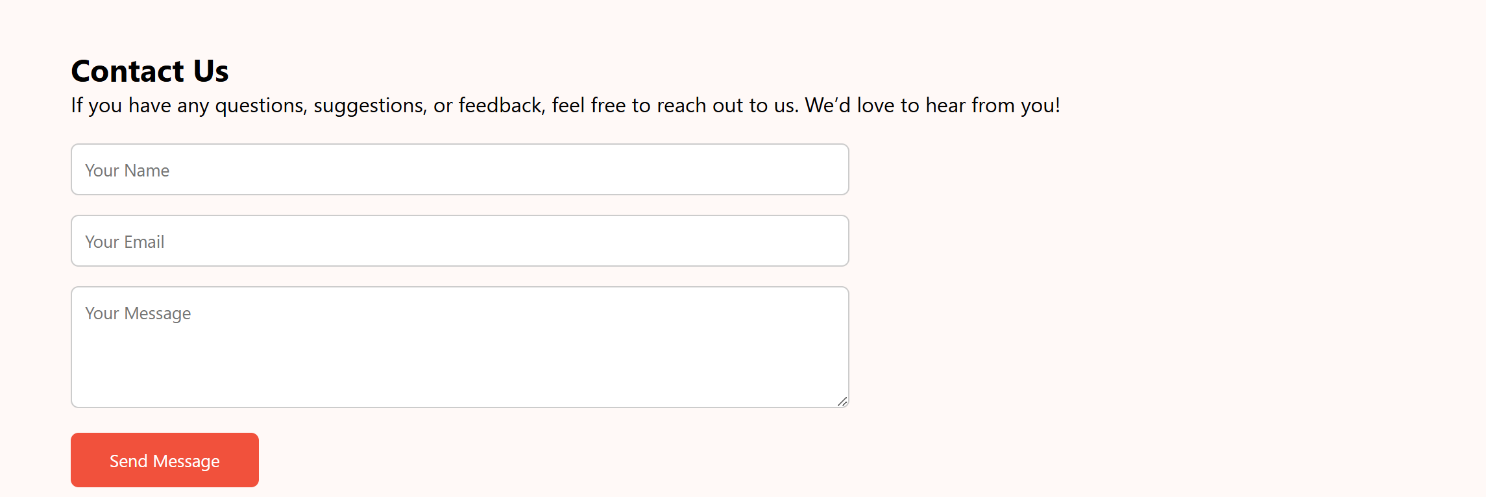 Contact Us
If you have any questions, suggestions, or feedback, feel free to reach out to us. We’d love to hear from you!
Your Name
Your Email
Your Message
Send Message